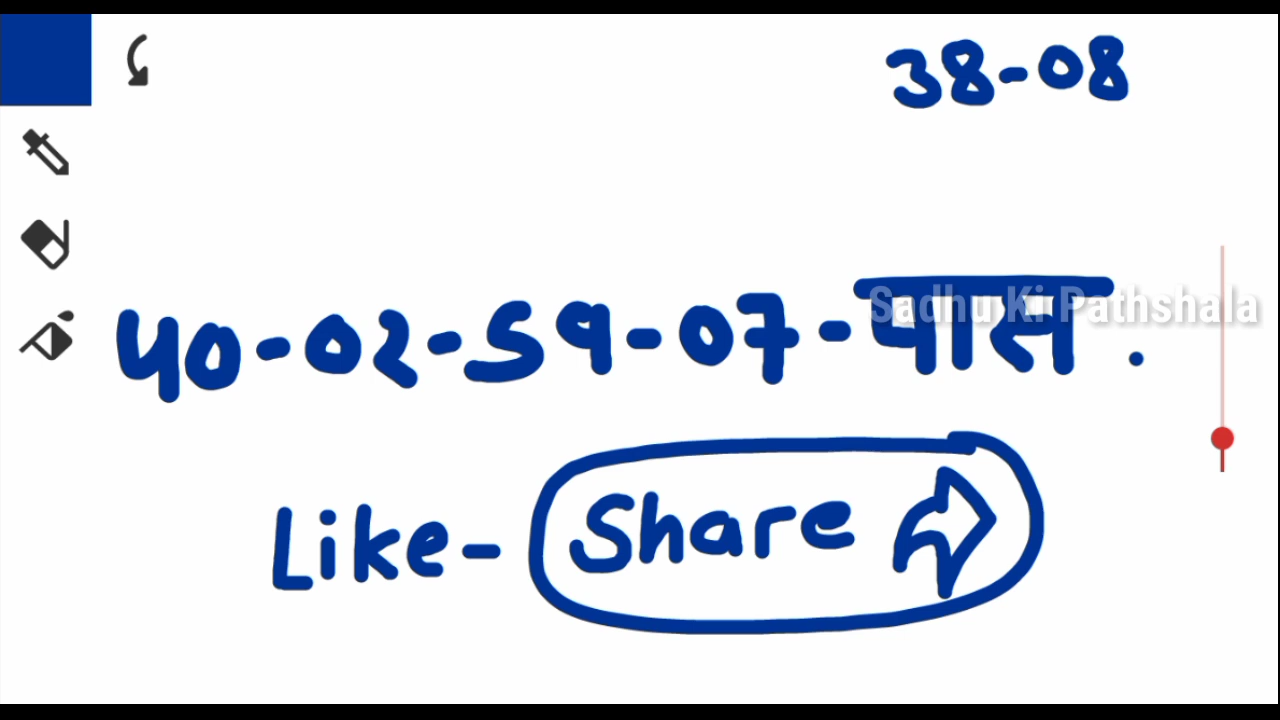 38-08
40-02-59-07-पास .
Sadhu Ki Pathshala
Like- Share